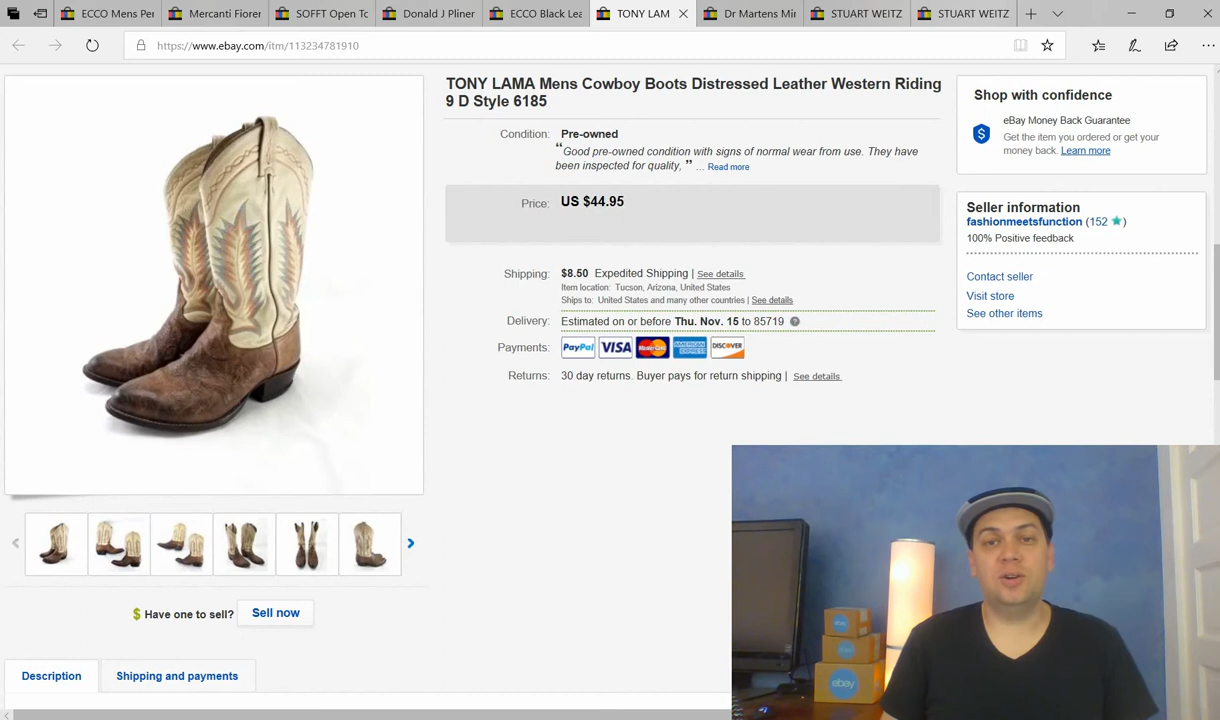 ECCO Mens Per
Mercanti Fiorer
SOFFT Open To
Donald J Pliner
ECCO Black Lea
TONY LAM
Dr Martens Mir
STUART WEITZ
STUART WEITZ
https://www.ebay.com/itm/113234781910
TONY LAMA Mens Cowboy Boots Distressed Leather Western Riding
9 D Style 6185
Condition: Pre-owned
“Good pre-owned condition with signs of normal wear from use. They have
been inspected for quality, ” ... Read more
Price: US $44.95
Shipping: $8.50 Expedited Shipping | See details
Item location: Tucson, Arizona, United States
Ships to: United States and many other countries | See details
Delivery: Estimated on or before Thu. Nov. 15 to 85719 ?
Payments: PayPal VISA MasterCard AMERICAN EXPRESS DISCOVER
Returns: 30 day returns. Buyer pays for return shipping | See details
Shop with confidence
eBay Money Back Guarantee
Get the item you ordered or get your
money back. Learn more
Seller information
fashionmeetsfunction (152 )
100% Positive feedback
Contact seller
Visit store
See other items
$ Have one to sell? Sell now
Description
Shipping and payments
ebay
ebay
ebay